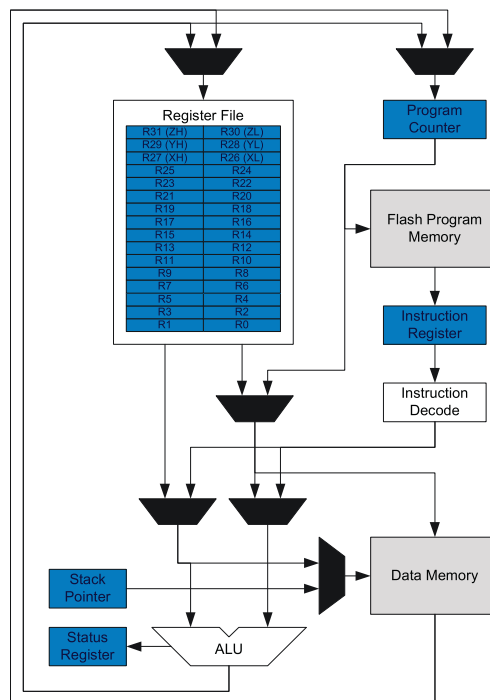 Register File
R31 (ZH) R30 (ZL)
R29 (YH) R28 (YL)
R27 (XH) R26 (XL)
R25 R24
R23 R22
R21 R20
R19 R18
R17 R16
R15 R14
R13 R12
R11 R10
R9 R8
R7 R6
R5 R4
R3 R2
R1 R0
Program
Counter
Flash Program
Memory
Instruction
Register
Instruction
Decode
Data Memory
Stack
Pointer
Status
Register
ALU